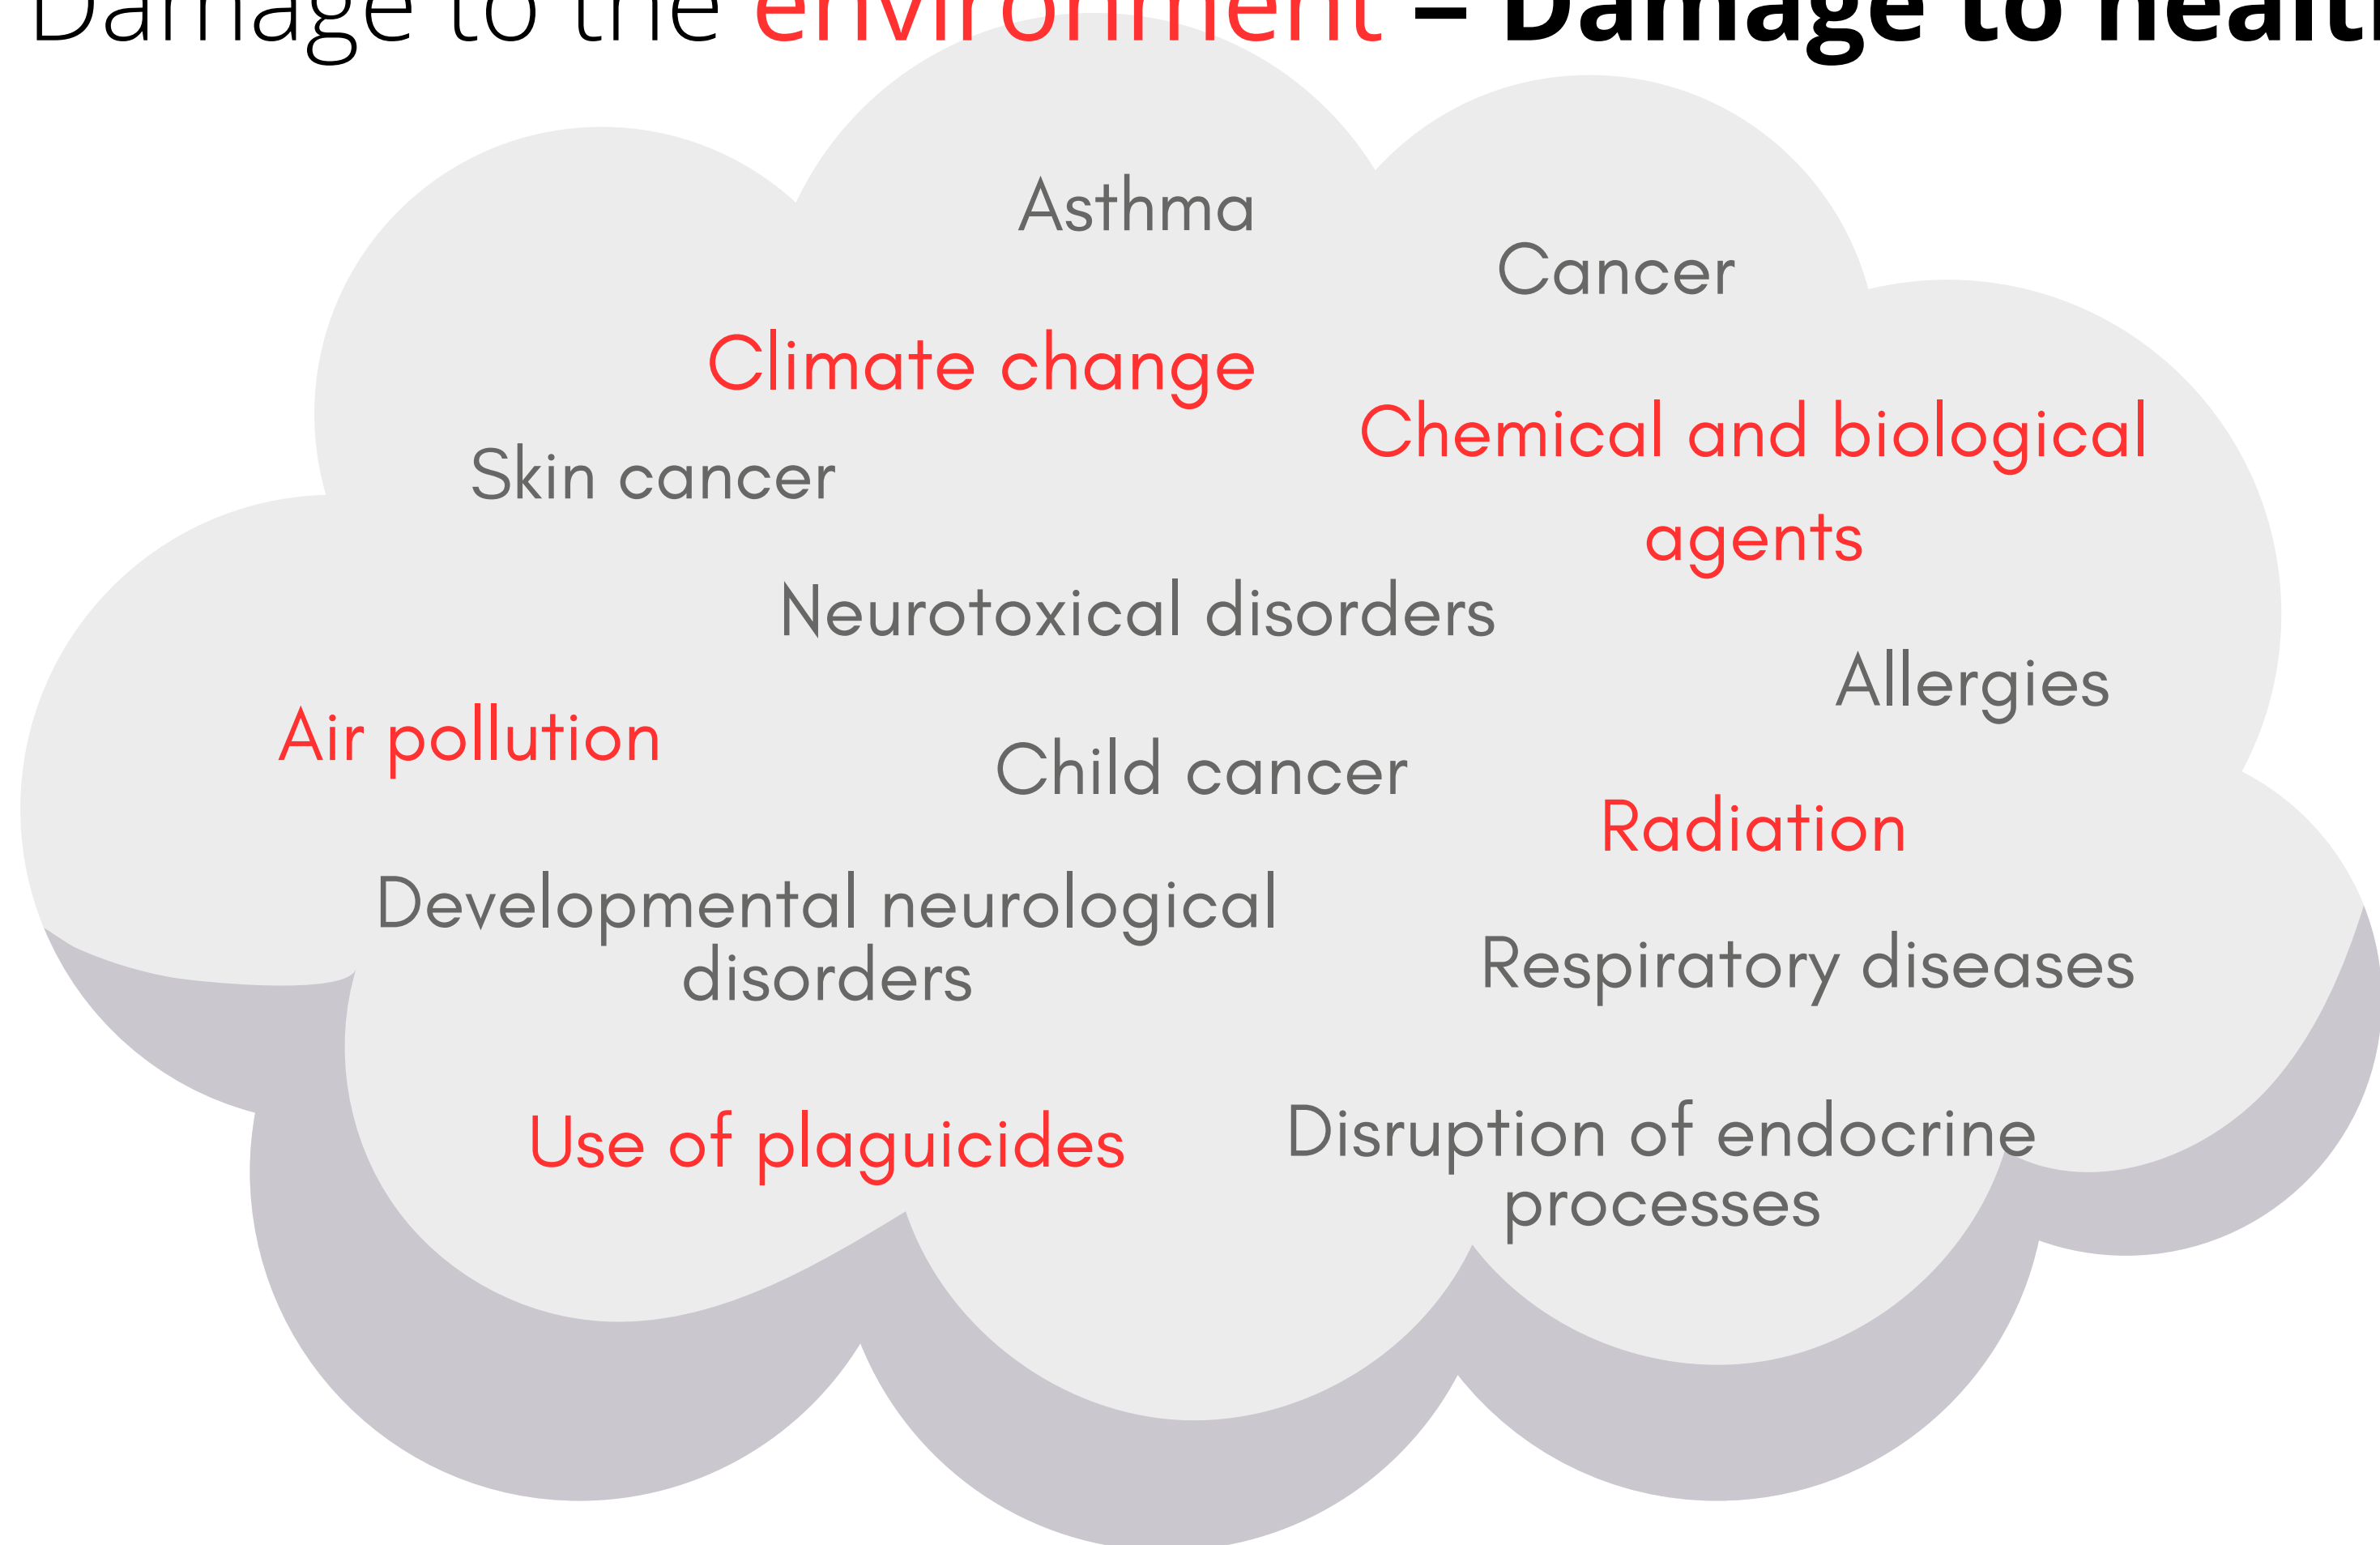 Damage to the environment – Damage to health
Asthma
Cancer
Climate change
Chemical and biological
agents
Skin cancer
Neurotoxical disorders
Allergies
Air pollution
Child cancer
Radiation
Developmental neurological
disorders
Respiratory diseases
Use of plaguicides
Disruption of endocrine
processes